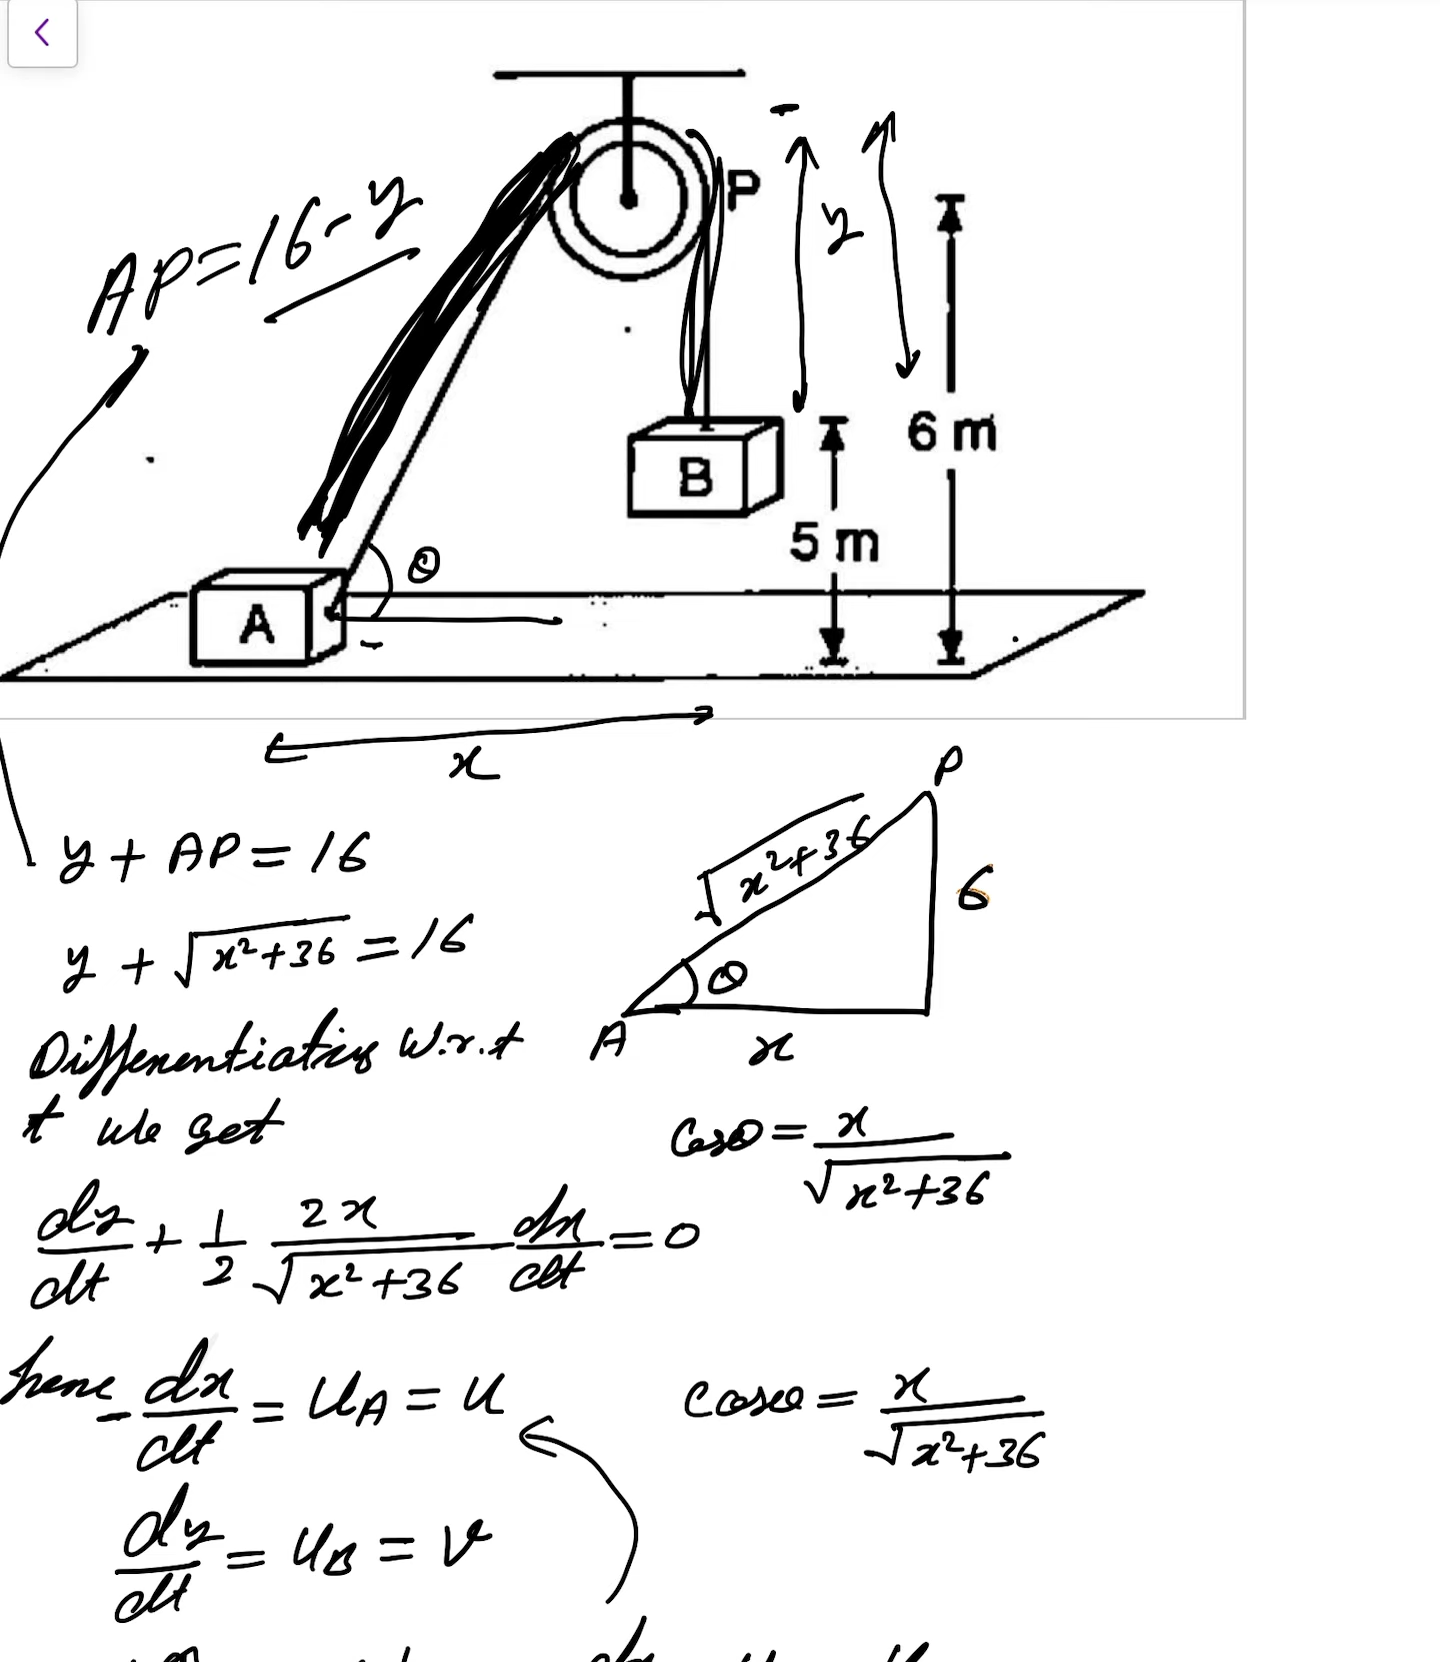 AP=16-y
P
y
6 m
B
5 m
θ
A
x
y + AP = 16
y + √x²+36 = 16
Differentiating w.r.t
t we get
dy/dt + 1/2 2x/√x²+36 dx/dt = 0
P
√x²+36
6
θ
A
x
Cosθ = x/√x²+36
here -dx/dt = UA = U
Cosθ = x/√x²+36
dy/dt = UB = V